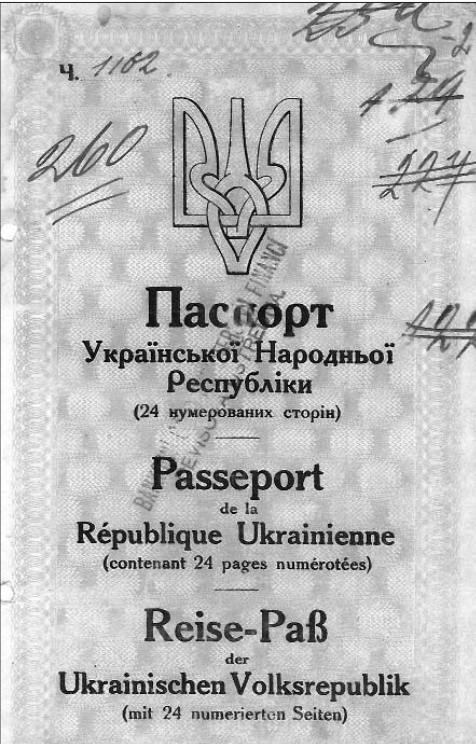 Ч. 1162.
260
227
Паспорт
Української Народньої
Республіки
(24 нумерованих сторін)
Passeport
de la
République Ukrainienne
(contenant 24 pages numérotées)
Reise-Paß
der
Ukrainischen Volksrepublik
(mit 24 numerierten Seiten)